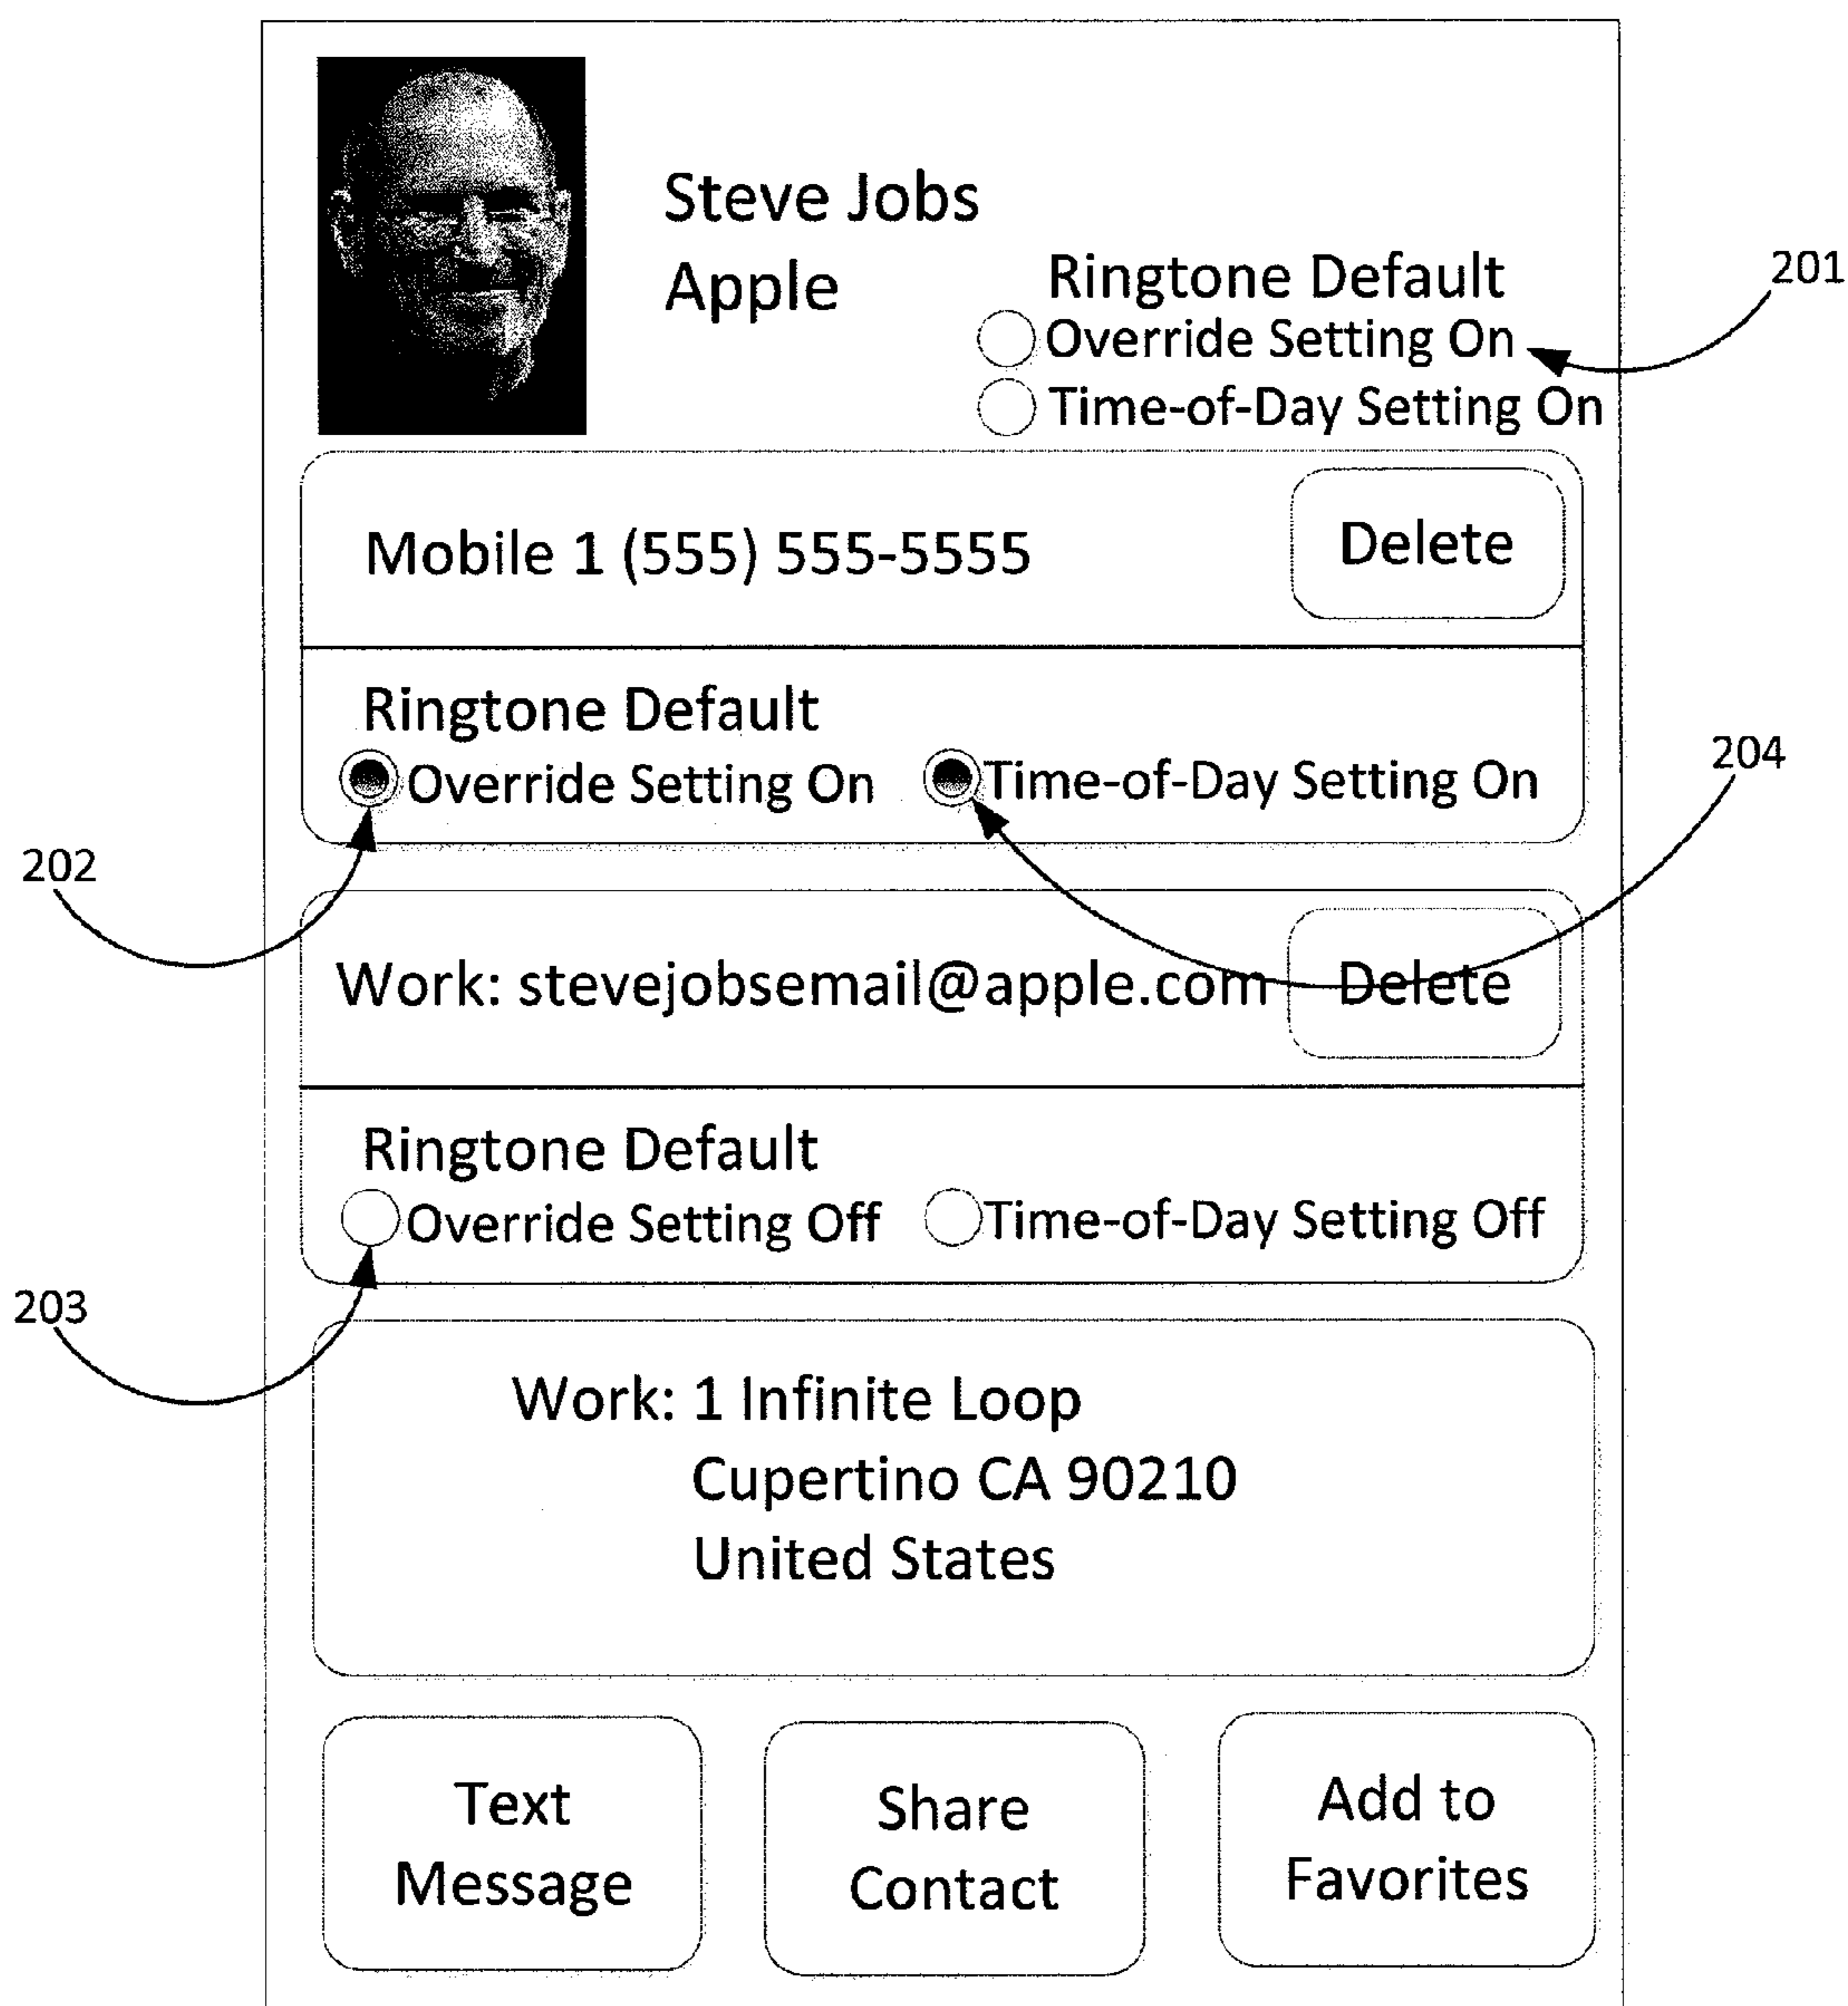 Steve Jobs
Apple
Ringtone Default
Override Setting On
Time-of-Day Setting On
201
Mobile 1 (555) 555-5555
Delete
Ringtone Default
Override Setting On
Time-of-Day Setting On
204
202
Work: stevejobsemail@apple.com
Delete
Ringtone Default
Override Setting Off
Time-of-Day Setting Off
203
Work: 1 Infinite Loop
Cupertino CA 90210
United States
Text
Message
Share
Contact
Add to
Favorites